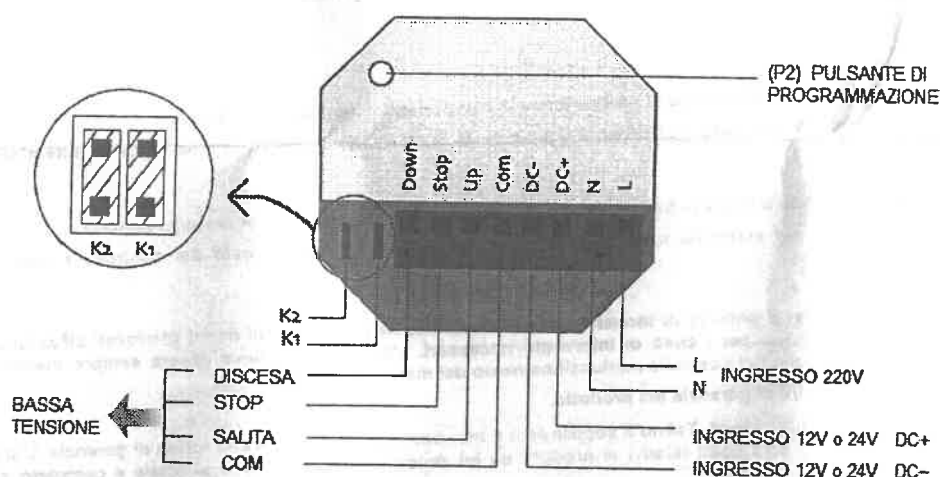 (P2) PULSANTE DI
PROGRAMMAZIONE
Down
Stop
Up
Com
DC-
DC+
N
L
K2 K1
K2
K1
DISCESA
STOP
SALITA
COM
BASSA
TENSIONE
L
N
INGRESSO 220V
INGRESSO 12V o 24V DC+
INGRESSO 12V o 24V DC-